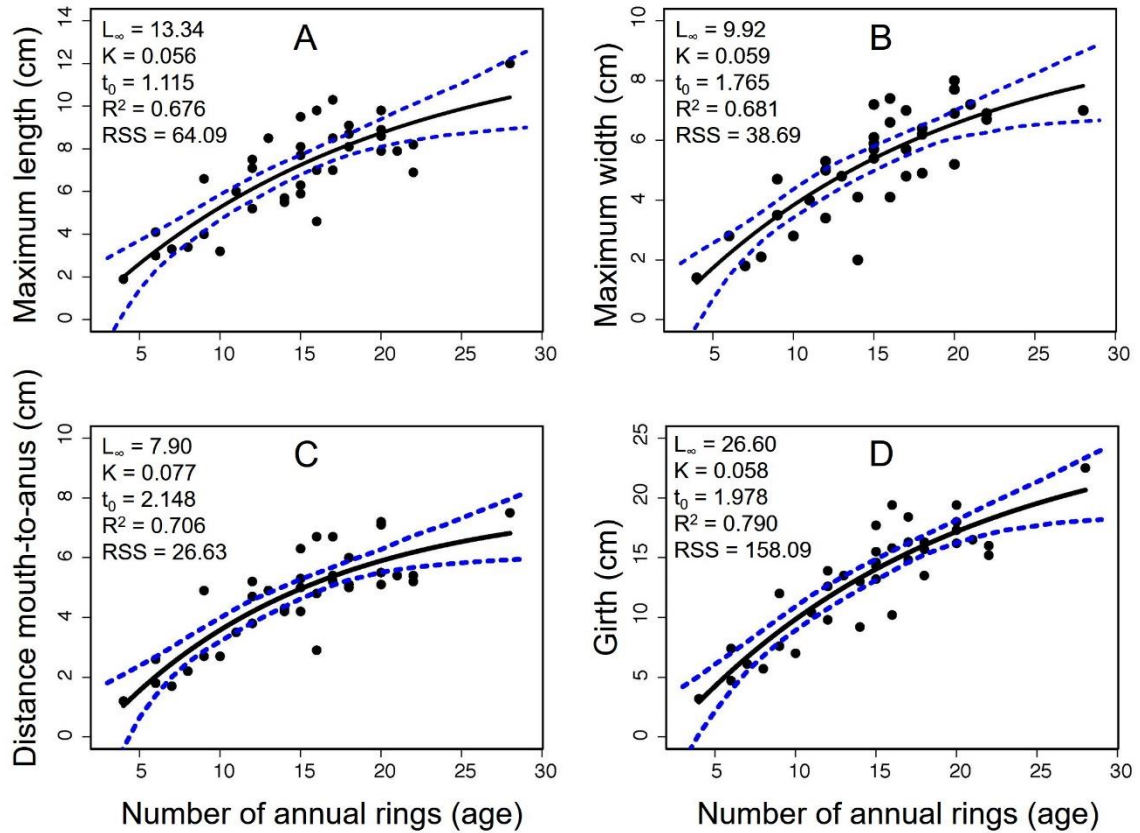 A
L∞ = 13.34
K = 0.056
t0 = 1.115
R² = 0.676
RSS = 64.09
Maximum length (cm)
0 2 4 6 8 10 12 14
5 10 15 20 25 30
B
L∞ = 9.92
K = 0.059
t0 = 1.765
R² = 0.681
RSS = 38.69
Maximum width (cm)
0 2 4 6 8 10
5 10 15 20 25 30
C
L∞ = 7.90
K = 0.077
t0 = 2.148
R² = 0.706
RSS = 26.63
Distance mouth-to-anus (cm)
0 2 4 6 8 10
5 10 15 20 25 30
Number of annual rings (age)
D
L∞ = 26.60
K = 0.058
t0 = 1.978
R² = 0.790
RSS = 158.09
Girth (cm)
0 5 10 15 20 25
5 10 15 20 25 30
Number of annual rings (age)